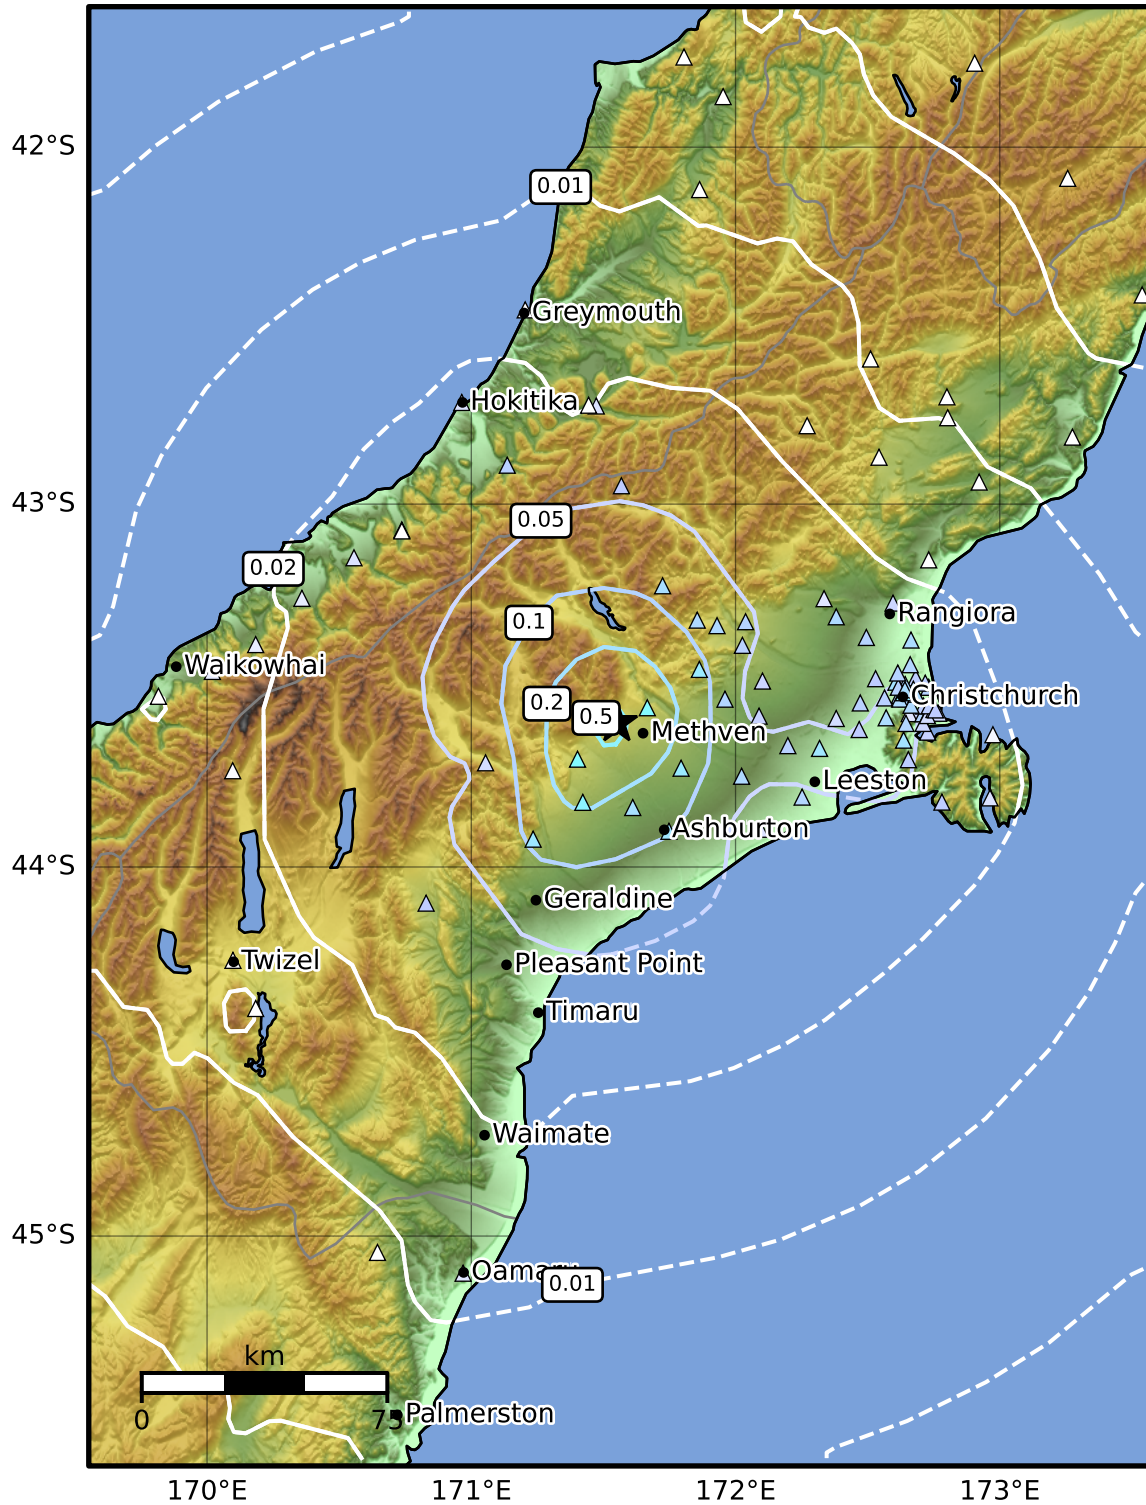 42°S
0.01
Greymouth
Hokitika
43°S
0.05
0.02
0.1
Rangiora
Waikowhai
Christchurch
0.2
0.5
Methven
Leeston
Ashburton
44°S
Geraldine
Twizel
Pleasant Point
Timaru
Waimate
45°S
Oamaru
0.01
km
0
75
Palmerston
170°E
171°E
172°E
173°E